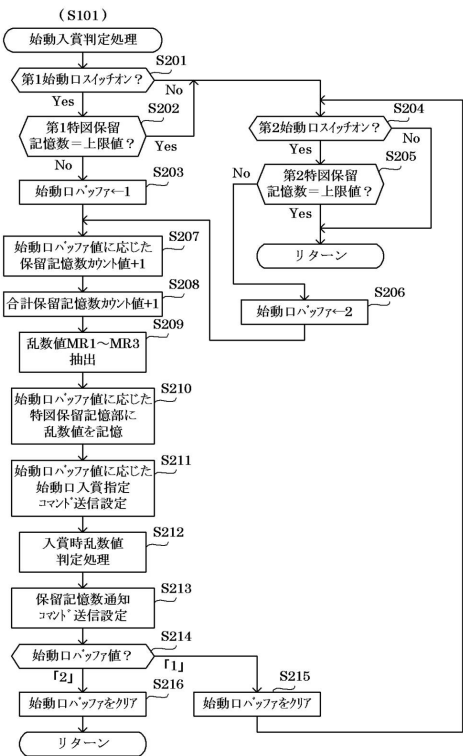 (S101)
始動入賞判定処理
S201
第1始動口スイッチオン?
No
Yes
S202
第1特図保留
記憶数=上限値?
Yes
No
S203
始動口バッファ←1
S204
第2始動口スイッチオン?
No
Yes
S205
No
第2特図保留
記憶数=上限値?
Yes
リターン
S206
始動口バッファ←2
S207
始動口バッファ値に応じた
保留記憶数カウント値+1
S208
合計保留記憶数カウント値+1
S209
乱数値MR1~MR3
抽出
S210
始動口バッファ値に応じた
特図保留記憶部に
乱数値を記憶
S211
始動口バッファ値に応じた
始動口入賞指定
コマンド送信設定
S212
入賞時乱数値
判定処理
S213
保留記憶数通知
コマンド送信設定
S214
始動口バッファ値?
「2」
「1」
S216
始動口バッファをクリア
S215
始動口バッファをクリア
リターン